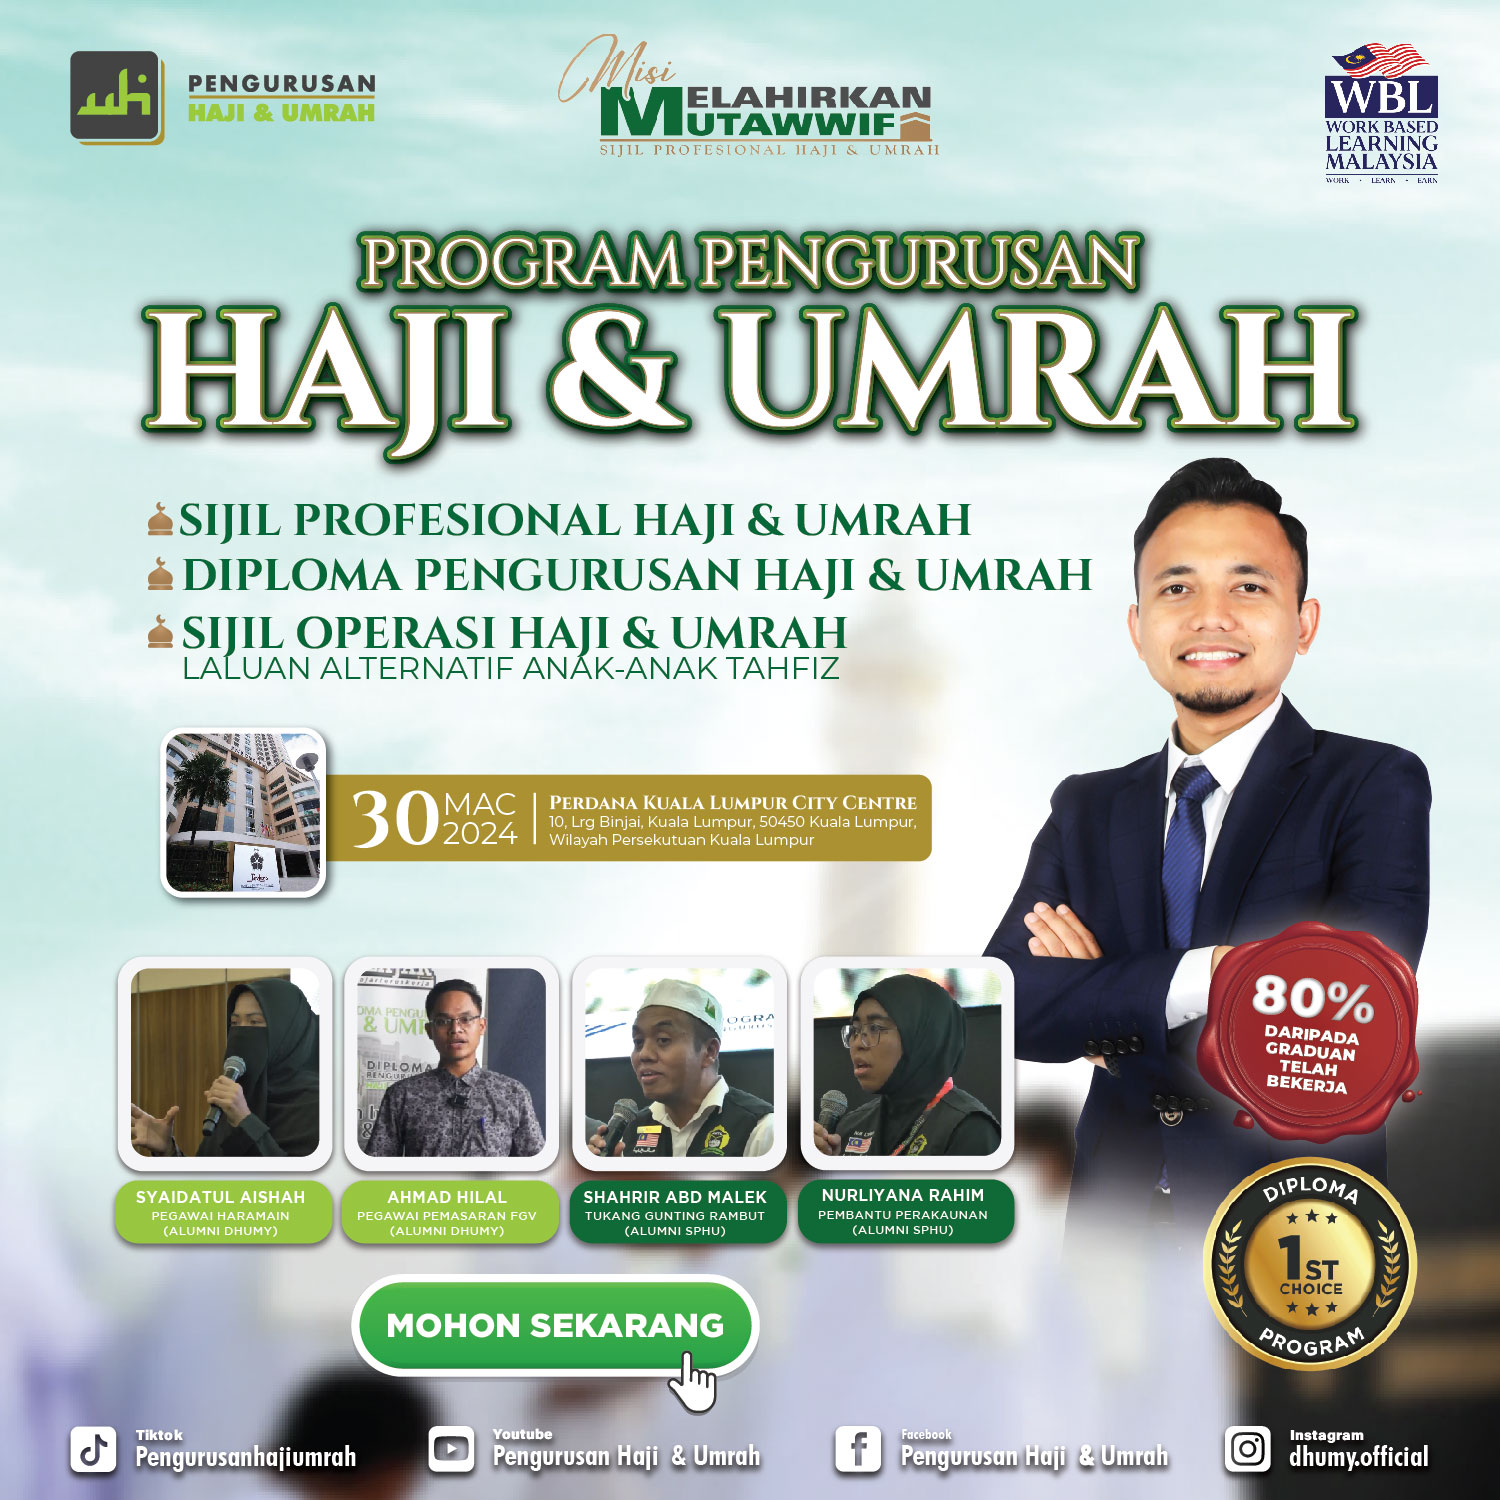 PENGURUSAN
HAJI & UMRAH
Misi
MELAHIRKAN
MUTAWWIF
SIJIL PROFESIONAL HAJI & UMRAH
WBL
WORK BASED
LEARNING
MALAYSIA
WORK • LEARN • EARN
PROGRAM PENGURUSAN
HAJI & UMRAH
SIJIL PROFESIONAL HAJI & UMRAH
DIPLOMA PENGURUSAN HAJI & UMRAH
SIJIL OPERASI HAJI & UMRAH
LALUAN ALTERNATIF ANAK-ANAK TAHFIZ
30 MAC
2024
PERDANA KUALA LUMPUR CITY CENTRE
10, Lrg Binjai, Kuala Lumpur, 50450 Kuala Lumpur,
Wilayah Persekutuan Kuala Lumpur
80%
DARIPADA
GRADUAN
TELAH
BEKERJA
DIPLOMA
SYAIDATUL AISHAH
PEGAWAI HARAMAIN
(ALUMNI DHUMY)
AHMAD HILAL
PEGAWAI PEMASARAN FGV
(ALUMNI DHUMY)
SHAHRIR ABD MALEK
TUKANG GUNTING RAMBUT
(ALUMNI SPHU)
NURLIYANA RAHIM
PEMBANTU PERAKAUNAN
(ALUMNI SPHU)
DIPLOMA
1ST
CHOICE
PROGRAM
MOHON SEKARANG
Tiktok
Pengurusanhajiumrah
Youtube
Pengurusan Haji & Umrah
Facebook
Pengurusan Haji & Umrah
Instagram
dhumy.official